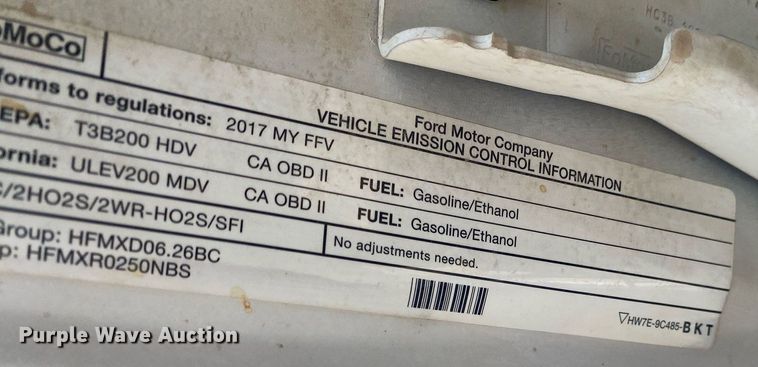 oMoCo
Ford Motor Company
VEHICLE EMISSION CONTROL INFORMATION
forms to regulations: 2017 MY FFV
EPA: T3B200 HDV CA OBD II FUEL: Gasoline/Ethanol
ornia: ULEV200 MDV CA OBD II FUEL: Gasoline/Ethanol
C/2HO2S/2WR-HO2S/SFI
No adjustments needed.
Group: HFMXD06.26BC
p: HFMXR0250NBS
HW7E-9C485-BKT
Purple Wave Auction